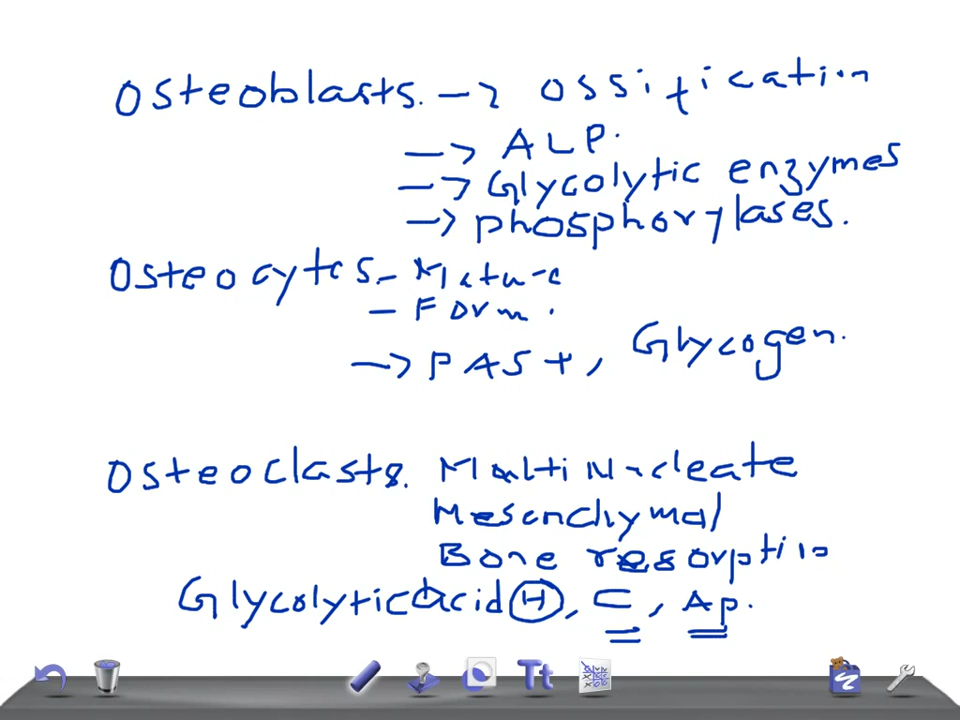 Osteoblasts. → Ossification
→ ALP.
→ Glycolytic enzymes
→ Phosphorylases.
Osteocytes. - Mature
- Form.
→ PAS +, Glycogen.
Osteoclasts. MultiNucleate
Mesenchymal
Bone resorption
Glycolytic acid H, C, Ap.
Tt